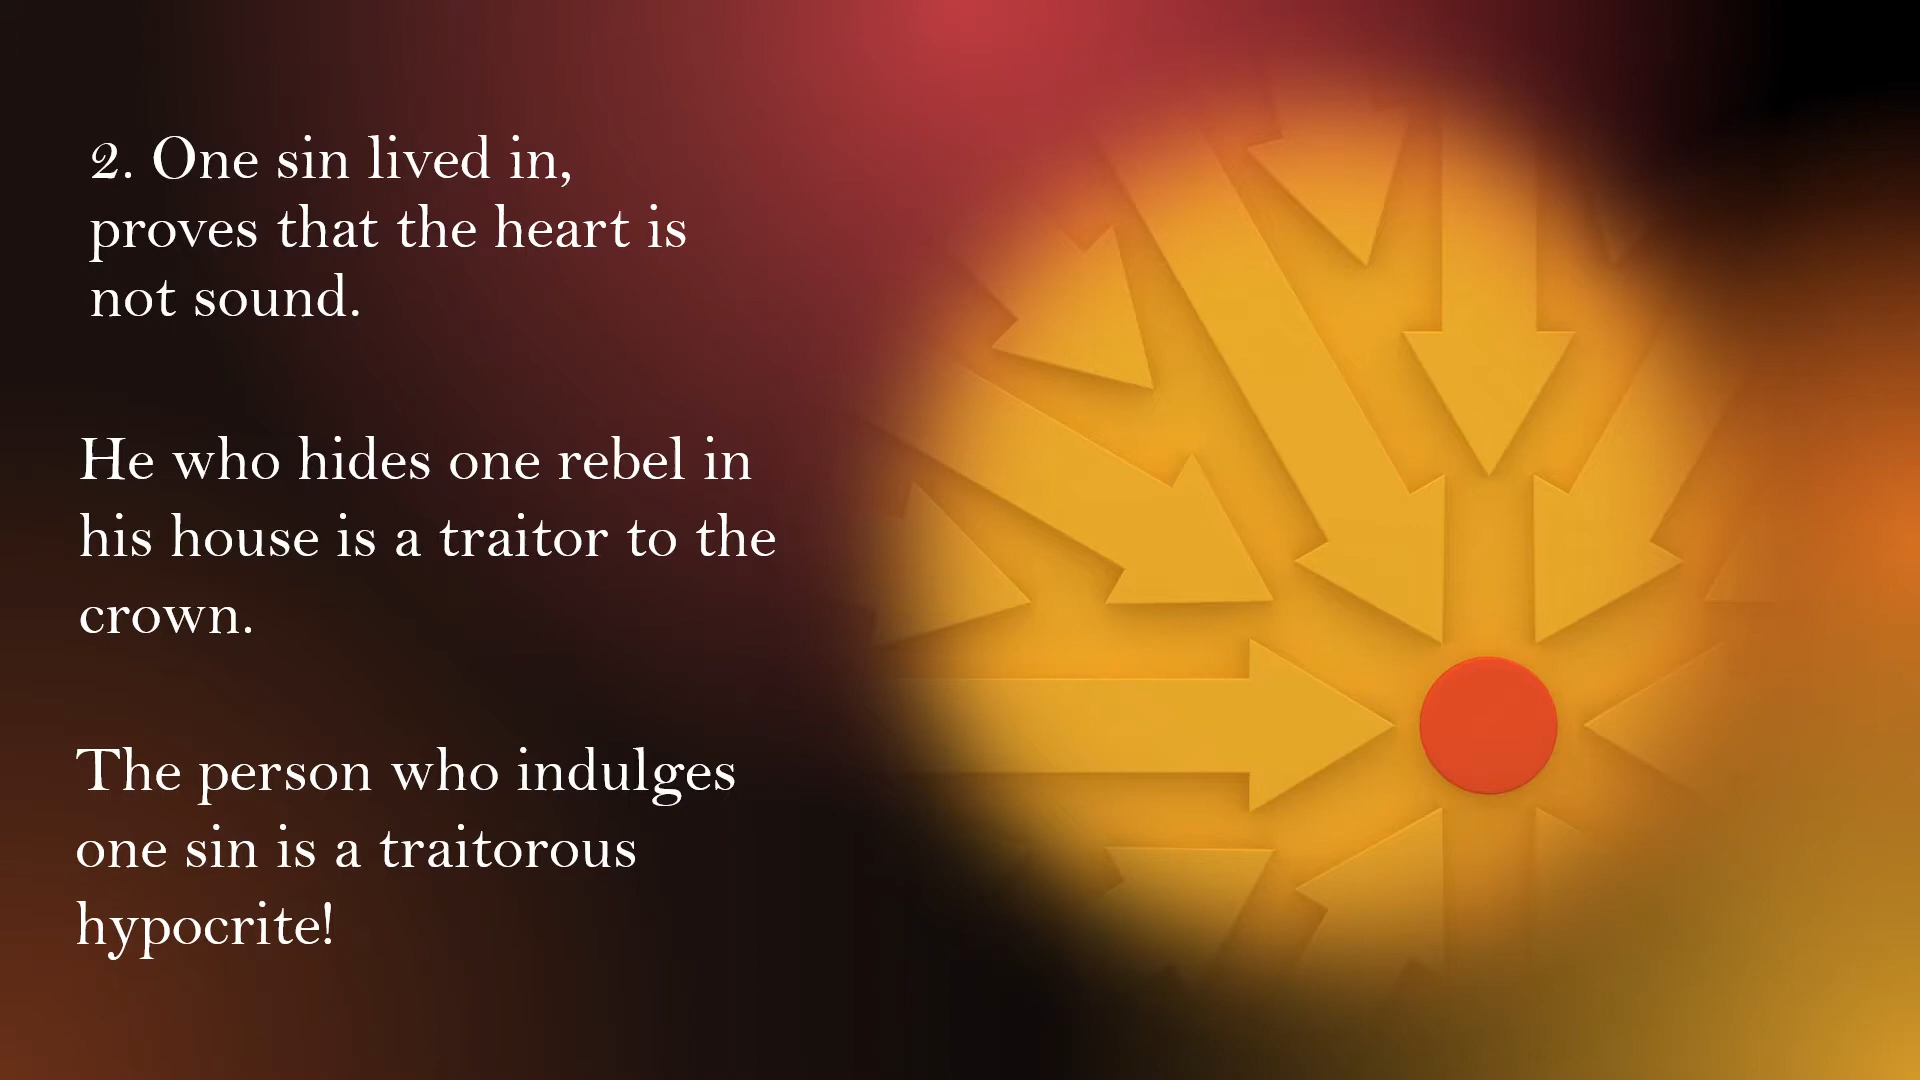 2. One sin lived in,
proves that the heart is
not sound.
He who hides one rebel in
his house is a traitor to the
crown.
The person who indulges
one sin is a traitorous
hypocrite!